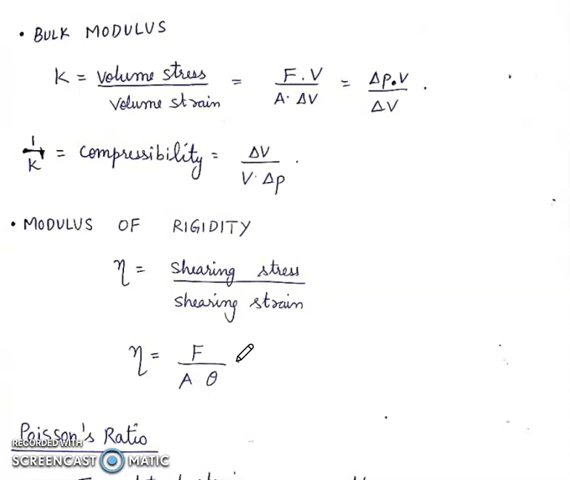 • BULK MODULUS
K = volume stress / volume strain = F.V / A.ΔV = Δp.V / ΔV .
1/K = compressibility = ΔV / V.Δp .
• MODULUS OF RIGIDITY
η = shearing stress / shearing strain
η = F / A θ
Poisson's Ratio
RECORDED WITH
SCREENCAST MATIC